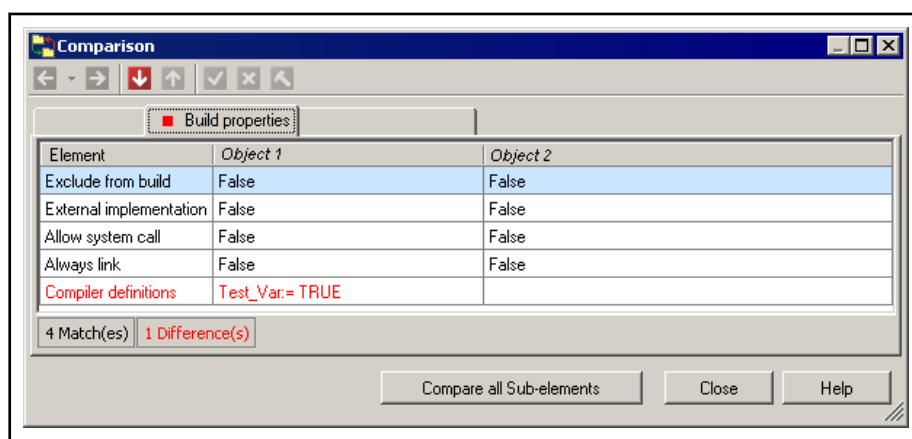 Comparison
Build properties
Element Object 1 Object 2
Exclude from build False False
External implementation False False
Allow system call False False
Always link False False
Compiler definitions Test_Var:= TRUE
4 Match(es) 1 Difference(s)
Compare all Sub-elements Close Help